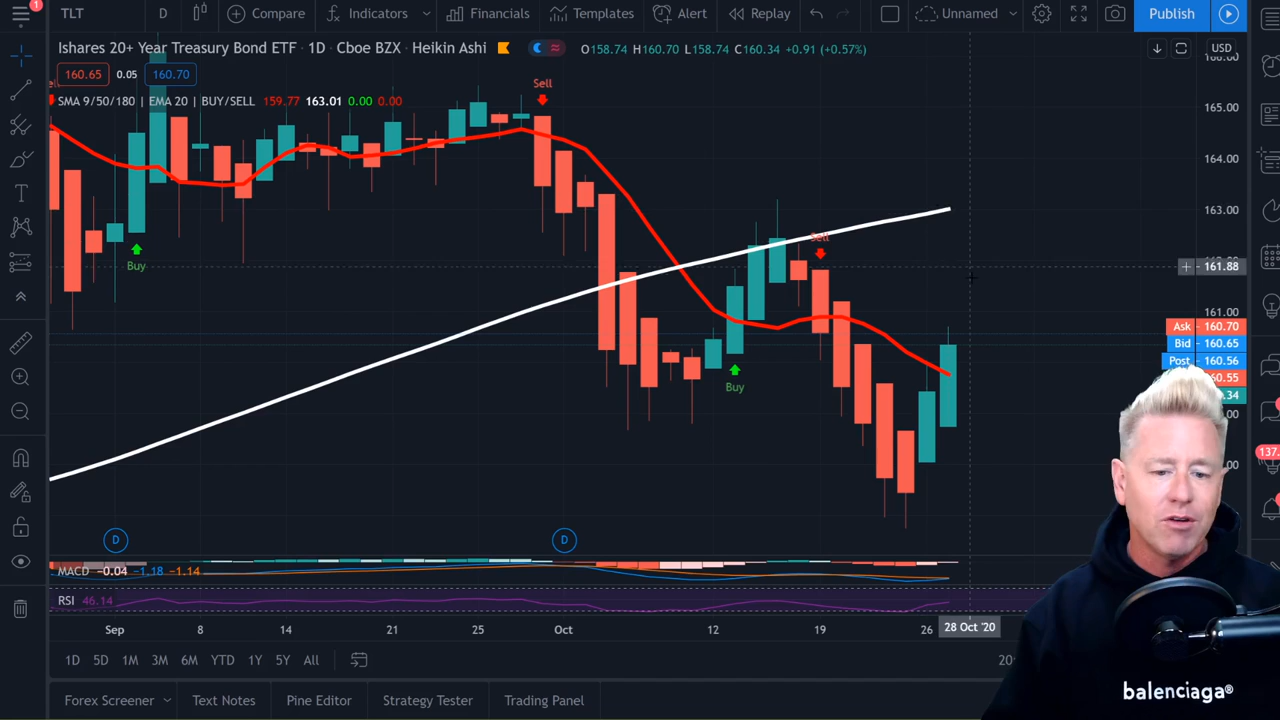 TLT D Compare Indicators Financials Templates Alert Replay Unnamed Publish
Ishares 20+ Year Treasury Bond ETF · 1D · Cboe BZX · Heikin Ashi O158.74 H160.70 L158.74 C160.34 +0.91 (+0.57%) USD
160.65 0.05 160.70
SMA 9/50/180 | EMA 20 | BUY/SELL 159.77 163.01 0.00 0.00
Sell
Sell
Buy
Buy
165.00
164.00
163.00
161.88
161.00
Ask 160.70
Bid 160.65
Post 160.56
D D
MACD −0.04 −1.18 −1.14
RSI 46.14
Sep 8 14 21 25 Oct 12 19 26 28 Oct '20
1D 5D 1M 3M 6M YTD 1Y 5Y All
Forex Screener Text Notes Pine Editor Strategy Tester Trading Panel
balenciaga®